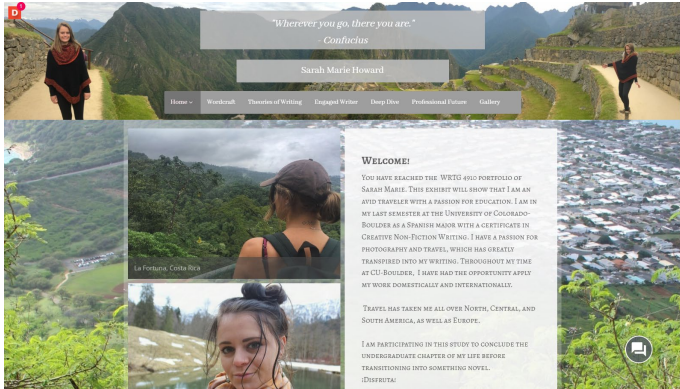 "Wherever you go, there you are."
- Confucius
Sarah Marie Howard
Home
Wordcraft
Theories of Writing
Engaged Writer
Deep Dive
Professional Future
Gallery
La Fortuna, Costa Rica
Welcome!
You have reached the WRTG 4910 portfolio of
Sarah Marie. This exhibit will show that I am an
avid traveler with a passion for education. I am in
my last semester at the University of Colorado-
Boulder as a Spanish major with a certificate in
Creative Non-Fiction Writing. I have a passion for
photography and travel, which has greatly
transpired into my writing. Throughout my time
at CU-Boulder, I have had the opportunity apply
my work domestically and internationally.
Travel has taken me all over North, Central, and
South America, as well as Europe.
I am participating in this study to conclude the
undergraduate chapter of my life before
transitioning into something novel.
¡Disfruta!